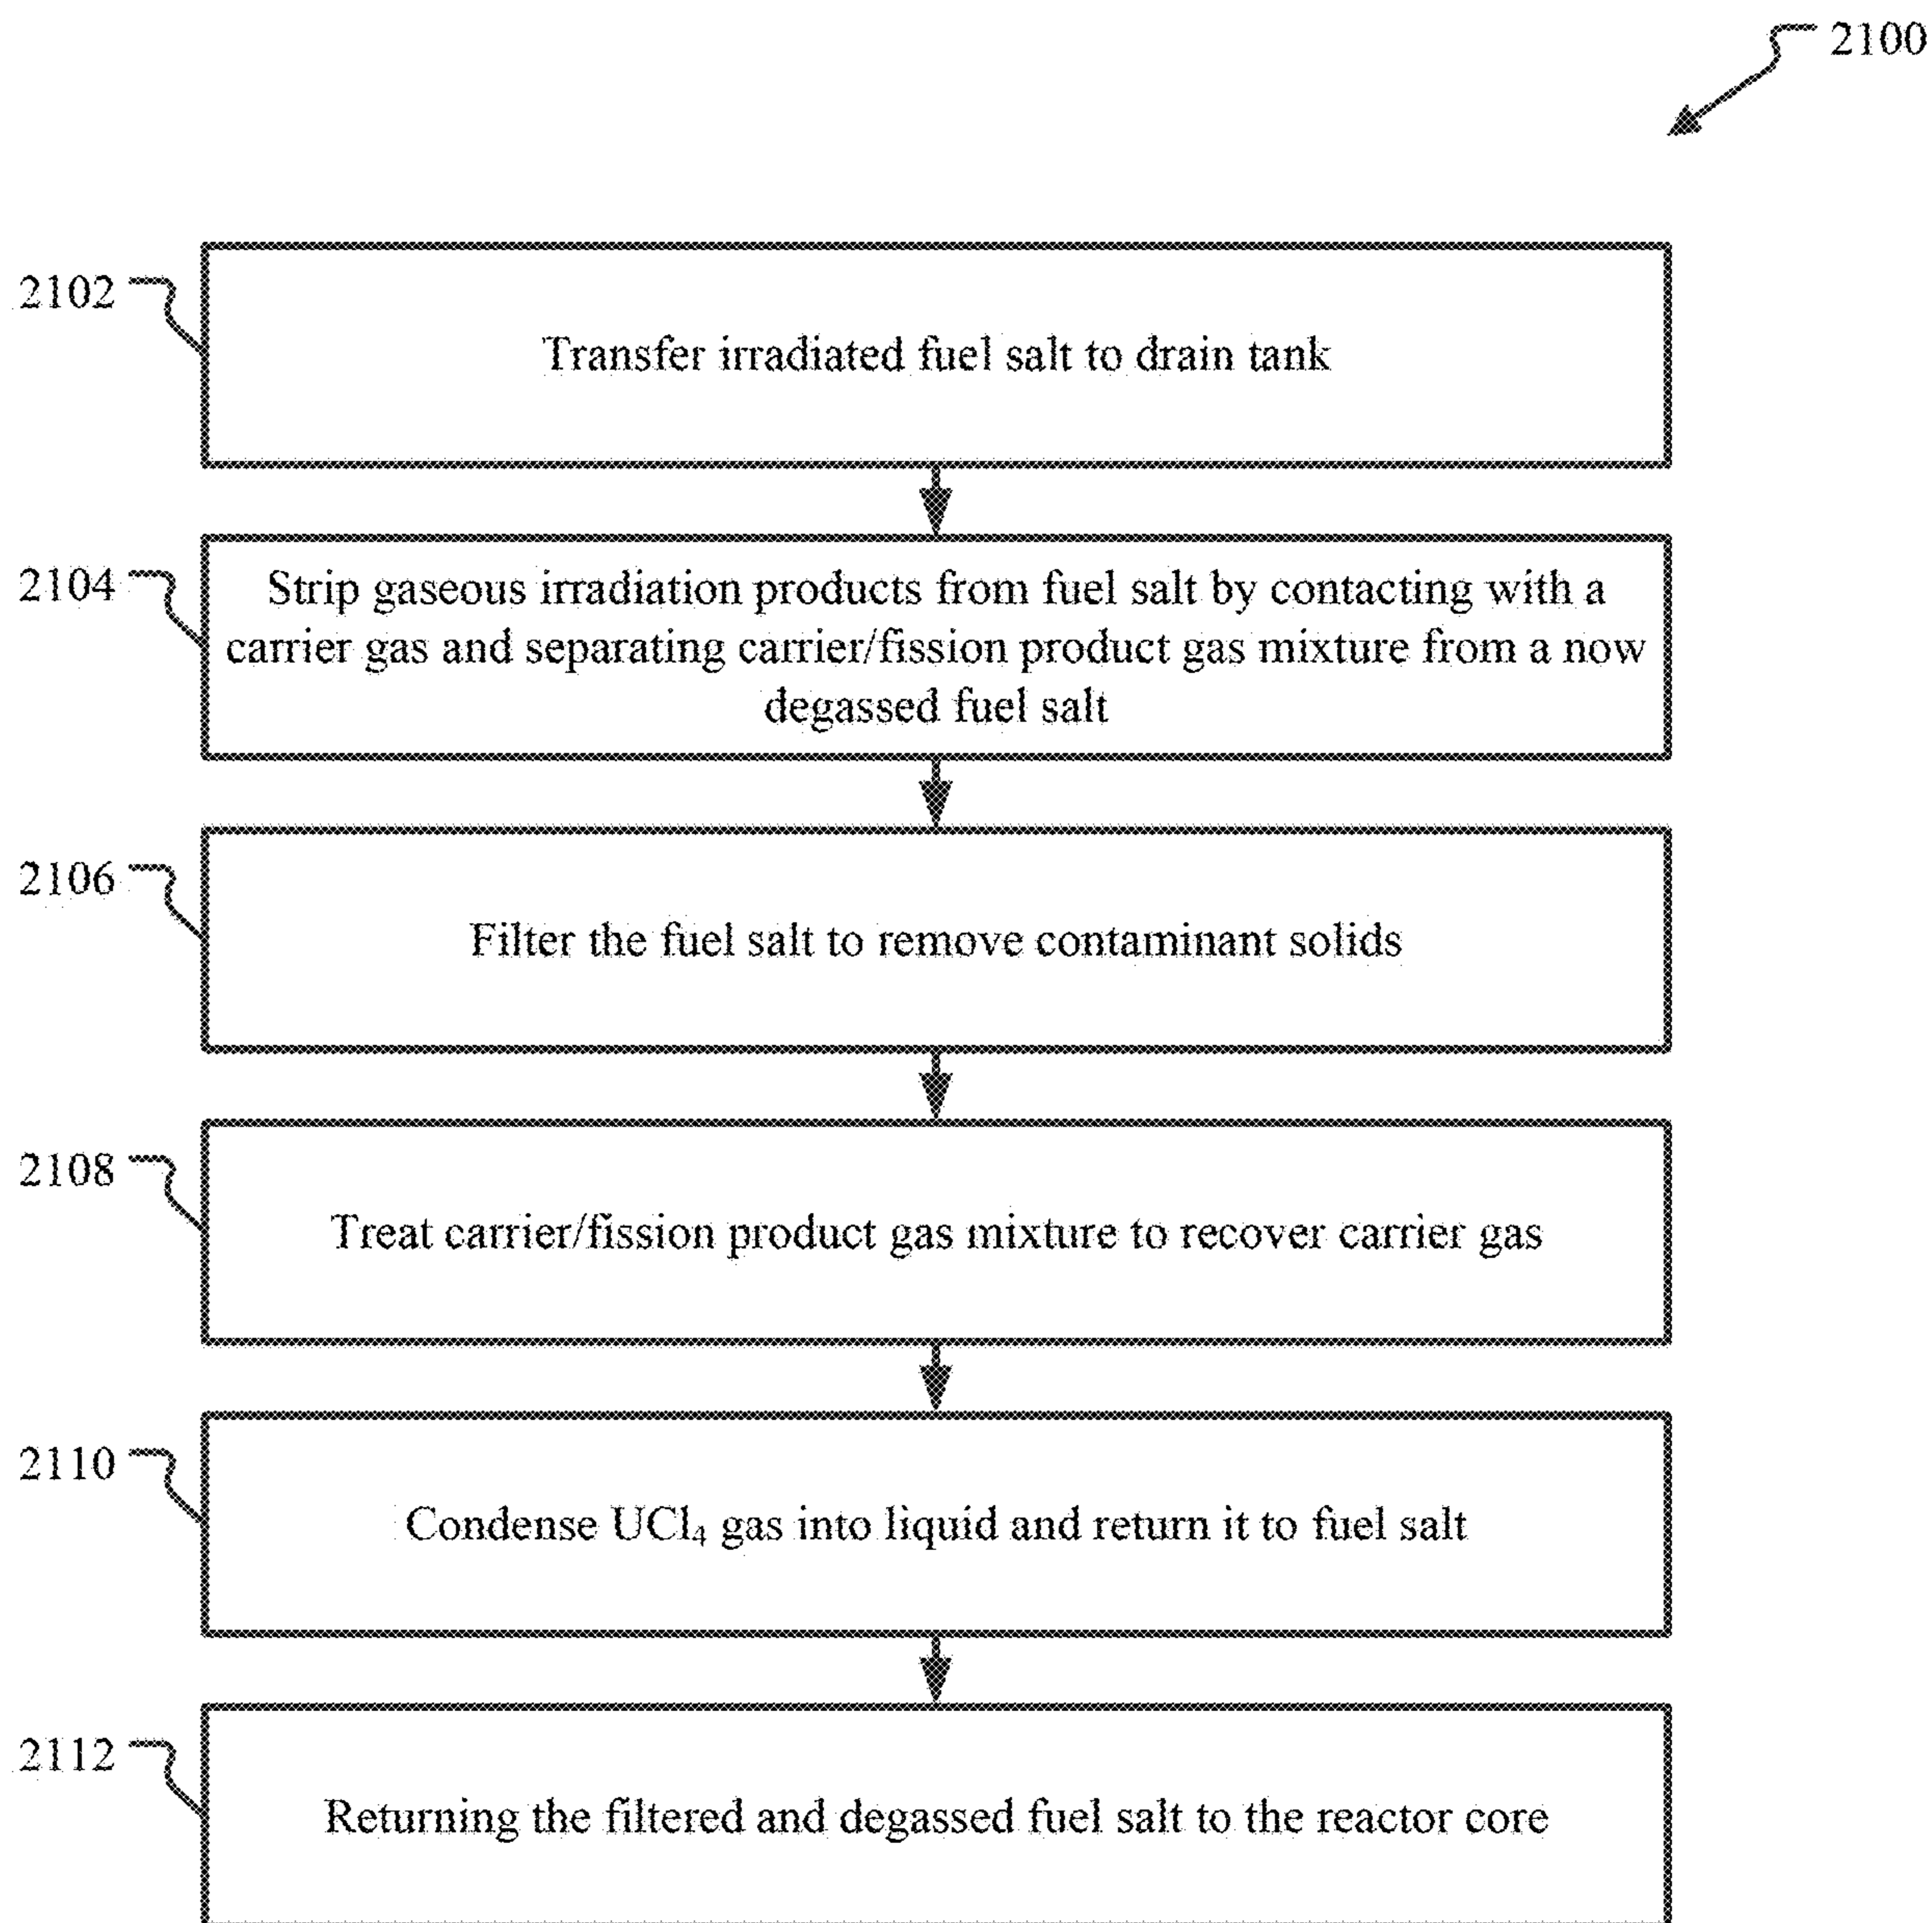 2100
2102
Transfer irradiated fuel salt to drain tank
2104
Strip gaseous irradiation products from fuel salt by contacting with a
carrier gas and separating carrier/fission product gas mixture from a now
degassed fuel salt
2106
Filter the fuel salt to remove contaminant solids
2108
Treat carrier/fission product gas mixture to recover carrier gas
2110
Condense UCl₄ gas into liquid and return it to fuel salt
2112
Returning the filtered and degassed fuel salt to the reactor core